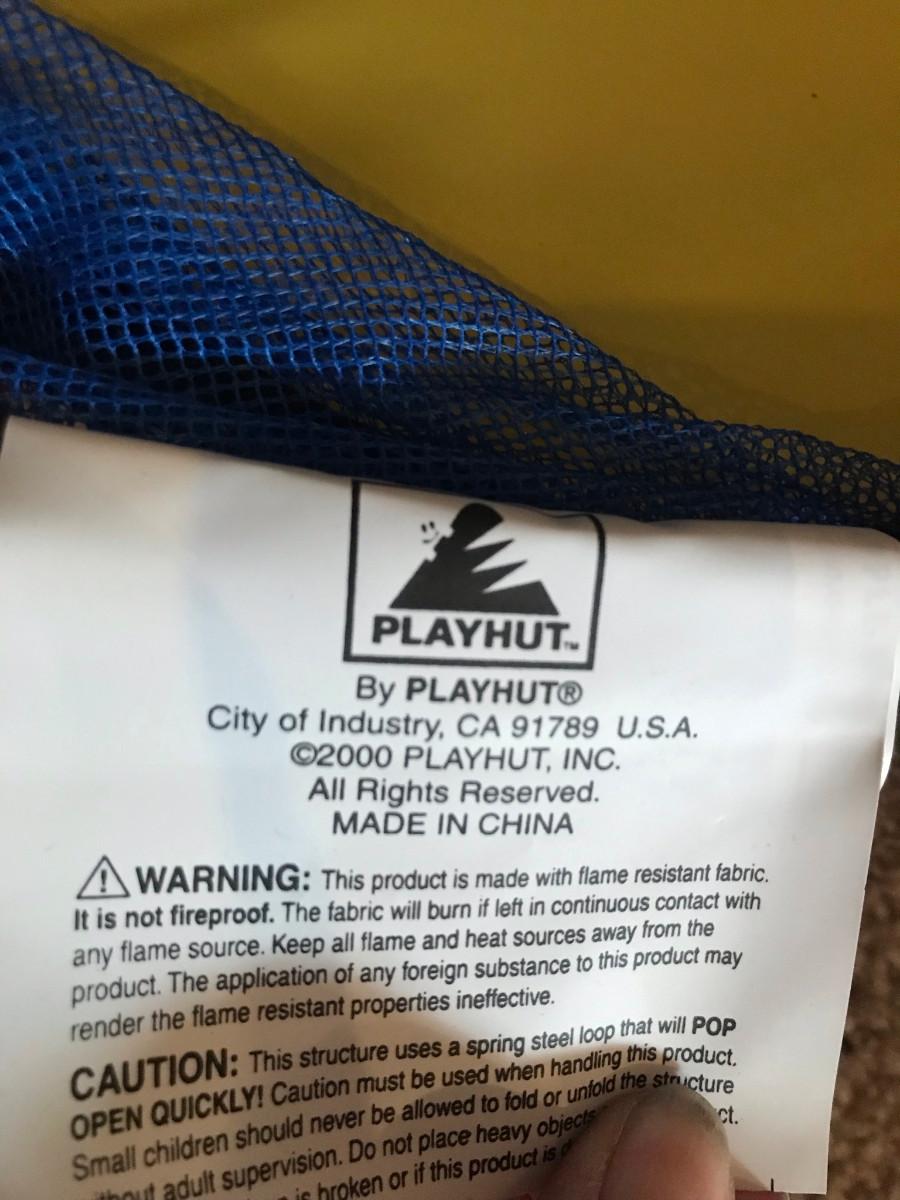 PLAYHUT™
By PLAYHUT®
City of Industry, CA 91789 U.S.A.
©2000 PLAYHUT, INC.
All Rights Reserved.
MADE IN CHINA
WARNING: This product is made with flame resistant fabric.
It is not fireproof. The fabric will burn if left in continuous contact with
any flame source. Keep all flame and heat sources away from the
product. The application of any foreign substance to this product may
render the flame resistant properties ineffective.
CAUTION: This structure uses a spring steel loop that will POP
OPEN QUICKLY! Caution must be used when handling this product.
Small children should never be allowed to fold or unfold the structure
adult supervision. Do not place heavy objects
is broken or if this product is